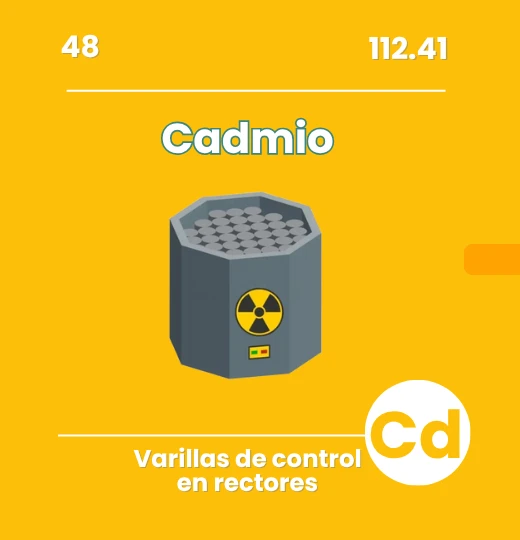 48
112.41
Cadmio
Cd
Varillas de control
en rectores